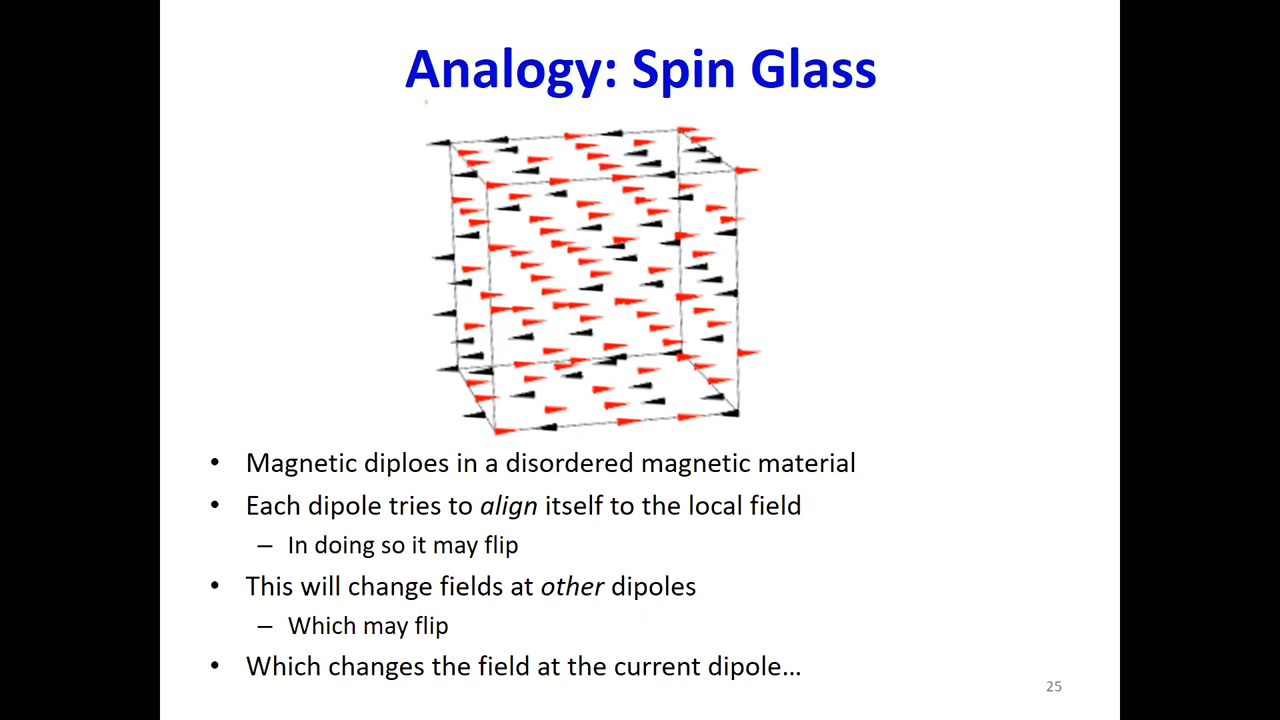 Analogy: Spin Glass
• Magnetic diploes in a disordered magnetic material
• Each dipole tries to align itself to the local field
– In doing so it may flip
• This will change fields at other dipoles
– Which may flip
• Which changes the field at the current dipole…
25